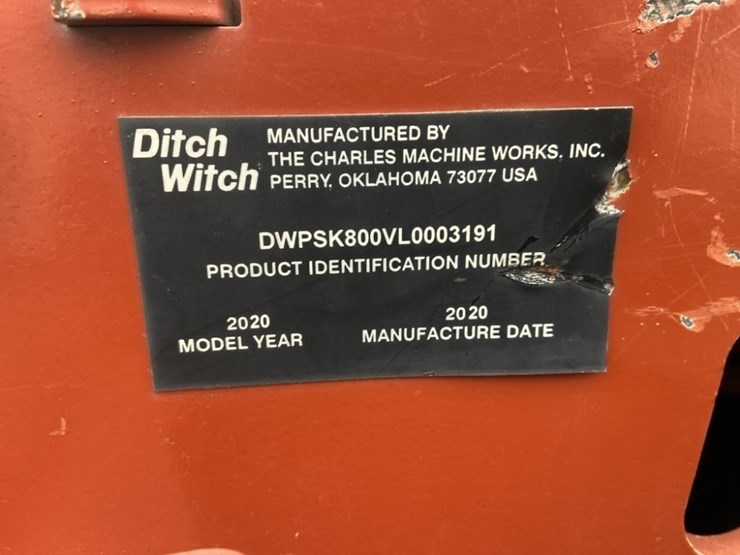 Ditch Witch
MANUFACTURED BY
THE CHARLES MACHINE WORKS, INC.
PERRY, OKLAHOMA 73077 USA
DWPSK800VL0003191
PRODUCT IDENTIFICATION NUMBER
2020
MODEL YEAR
2020
MANUFACTURE DATE